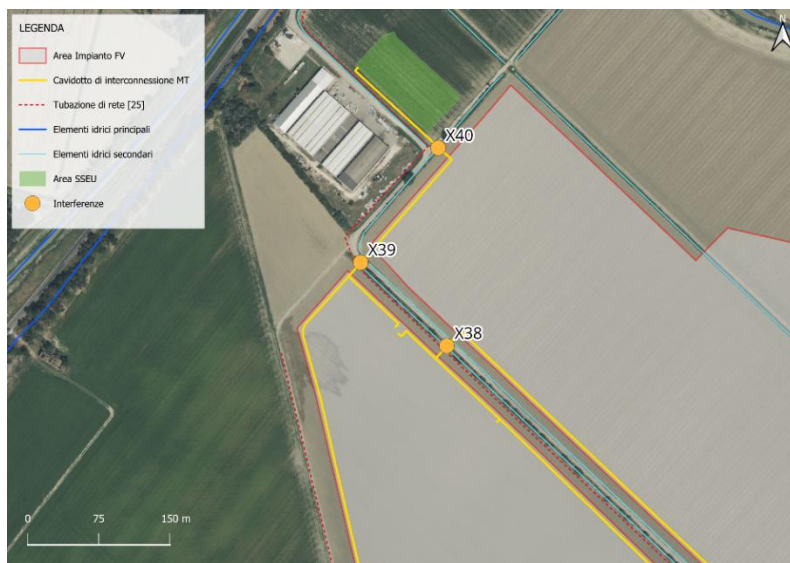 LEGENDA
Area Impianto FV
Cavidotto di interconnessione MT
Tubazione di rete [25]
Elementi idrici principali
Elementi idrici secondari
Area SSEU
Interferenze
N
X40
X39
X38
0 75 150 m